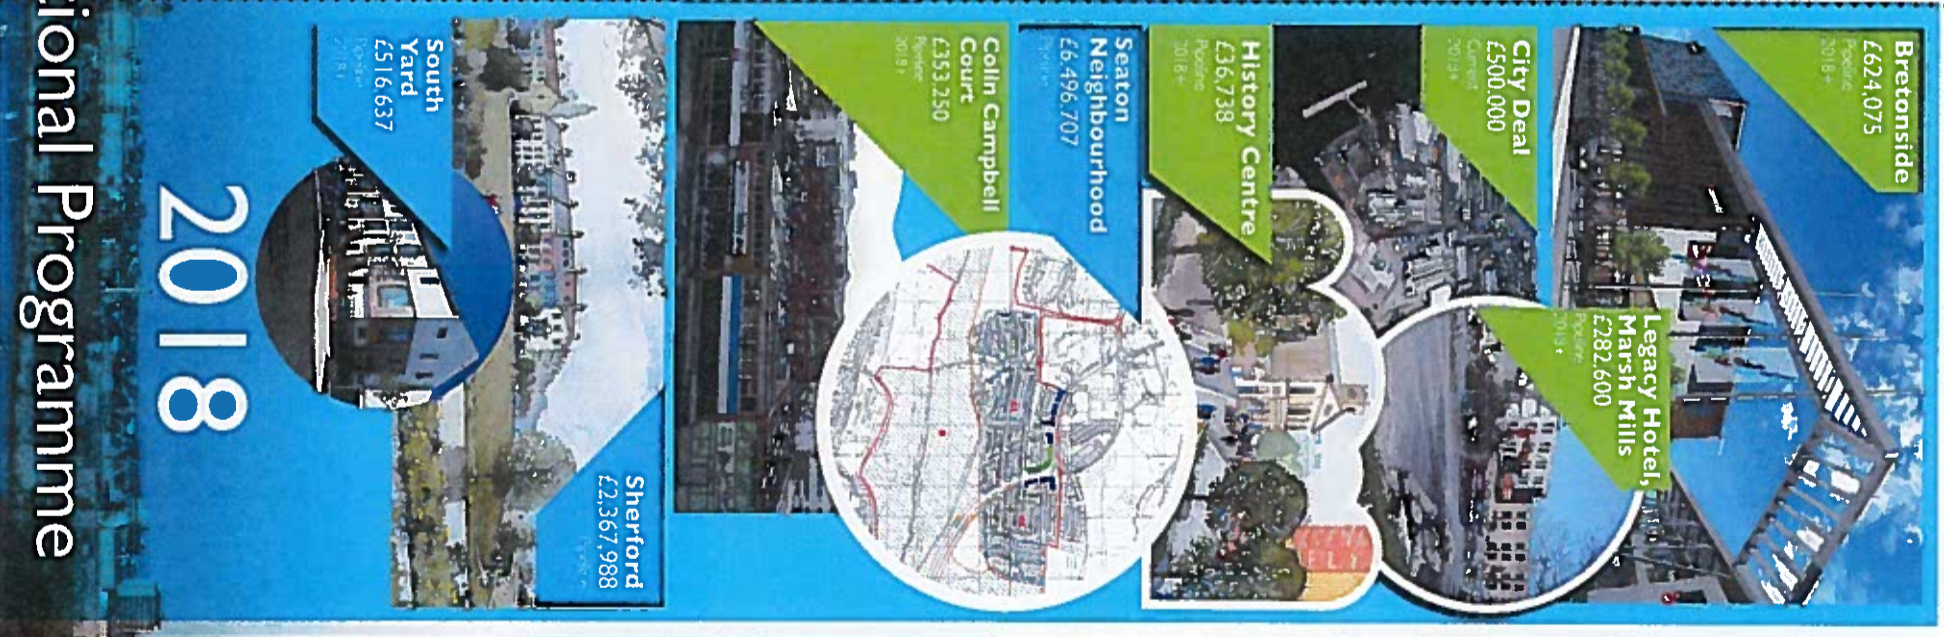 Bretonside
£624,075
Pipeline
2018+
Legacy Hotel,
Marsh Mills
£282,600
Pipeline
2018+
City Deal
£500,000
Current
History Centre
£36,738
Pipeline
2018+
Seaton
Neighbourhood
£6,496,707
Colin Campbell
Court
£353,250
Pipeline
2018+
Sherford
£2,367,988
South
Yard
£516,637
2018
ional Programme